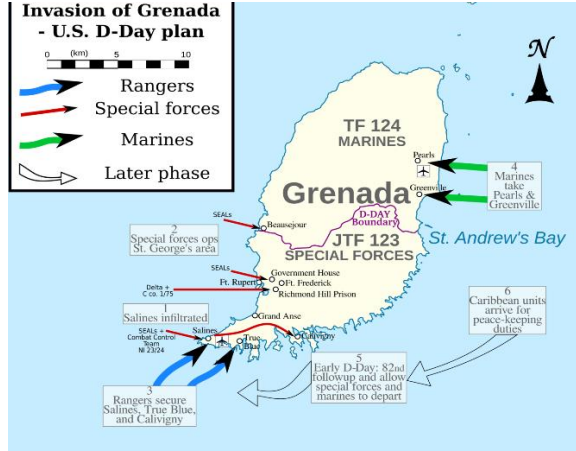 Invasion of Grenada
- U.S. D-Day plan
0 (km) 5 10
Rangers
Special forces
Marines
Later phase
N
TF 124
MARINES
Pearls
4
Marines
take
Pearls &
Greenville
Grenada
Greenville
D-DAY
Boundary
SEALs
Beausejour
2
Special forces ops
St. George's area
JTF 123
SPECIAL FORCES
St. Andrew's Bay
SEALs
Government House
Ft. Rupert
Ft. Frederick
Delta +
C co. 1/75
Richmond Hill Prison
6
Caribbean units
arrive for
peace-keeping
duties
1
Salines infiltrated
Grand Anse
SEALs +
Combat Control
Team
NI 23/24
Salines
True
Blue
Calivigny
5
Early D-Day: 82nd
followup and allow
special forces and
marines to depart
3
Rangers secure
Salines, True Blue,
and Calivigny